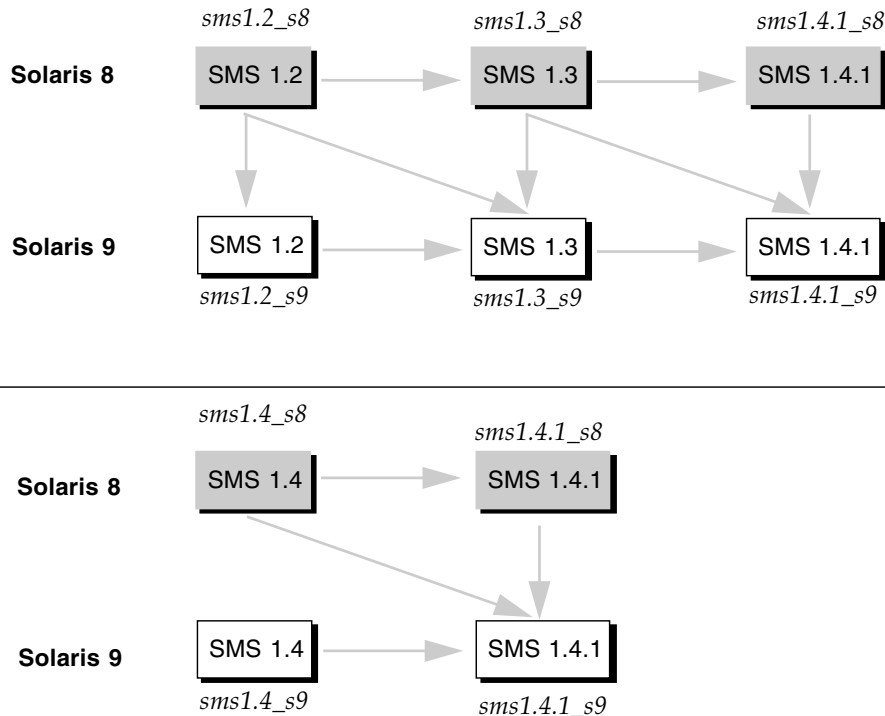 sms1.2_s8 sms1.3_s8 sms1.4.1_s8
Solaris 8 SMS 1.2 SMS 1.3 SMS 1.4.1
Solaris 9 SMS 1.2 SMS 1.3 SMS 1.4.1
sms1.2_s9 sms1.3_s9 sms1.4.1_s9
sms1.4_s8 sms1.4.1_s8
Solaris 8 SMS 1.4 SMS 1.4.1
Solaris 9 SMS 1.4 SMS 1.4.1
sms1.4_s9 sms1.4.1_s9